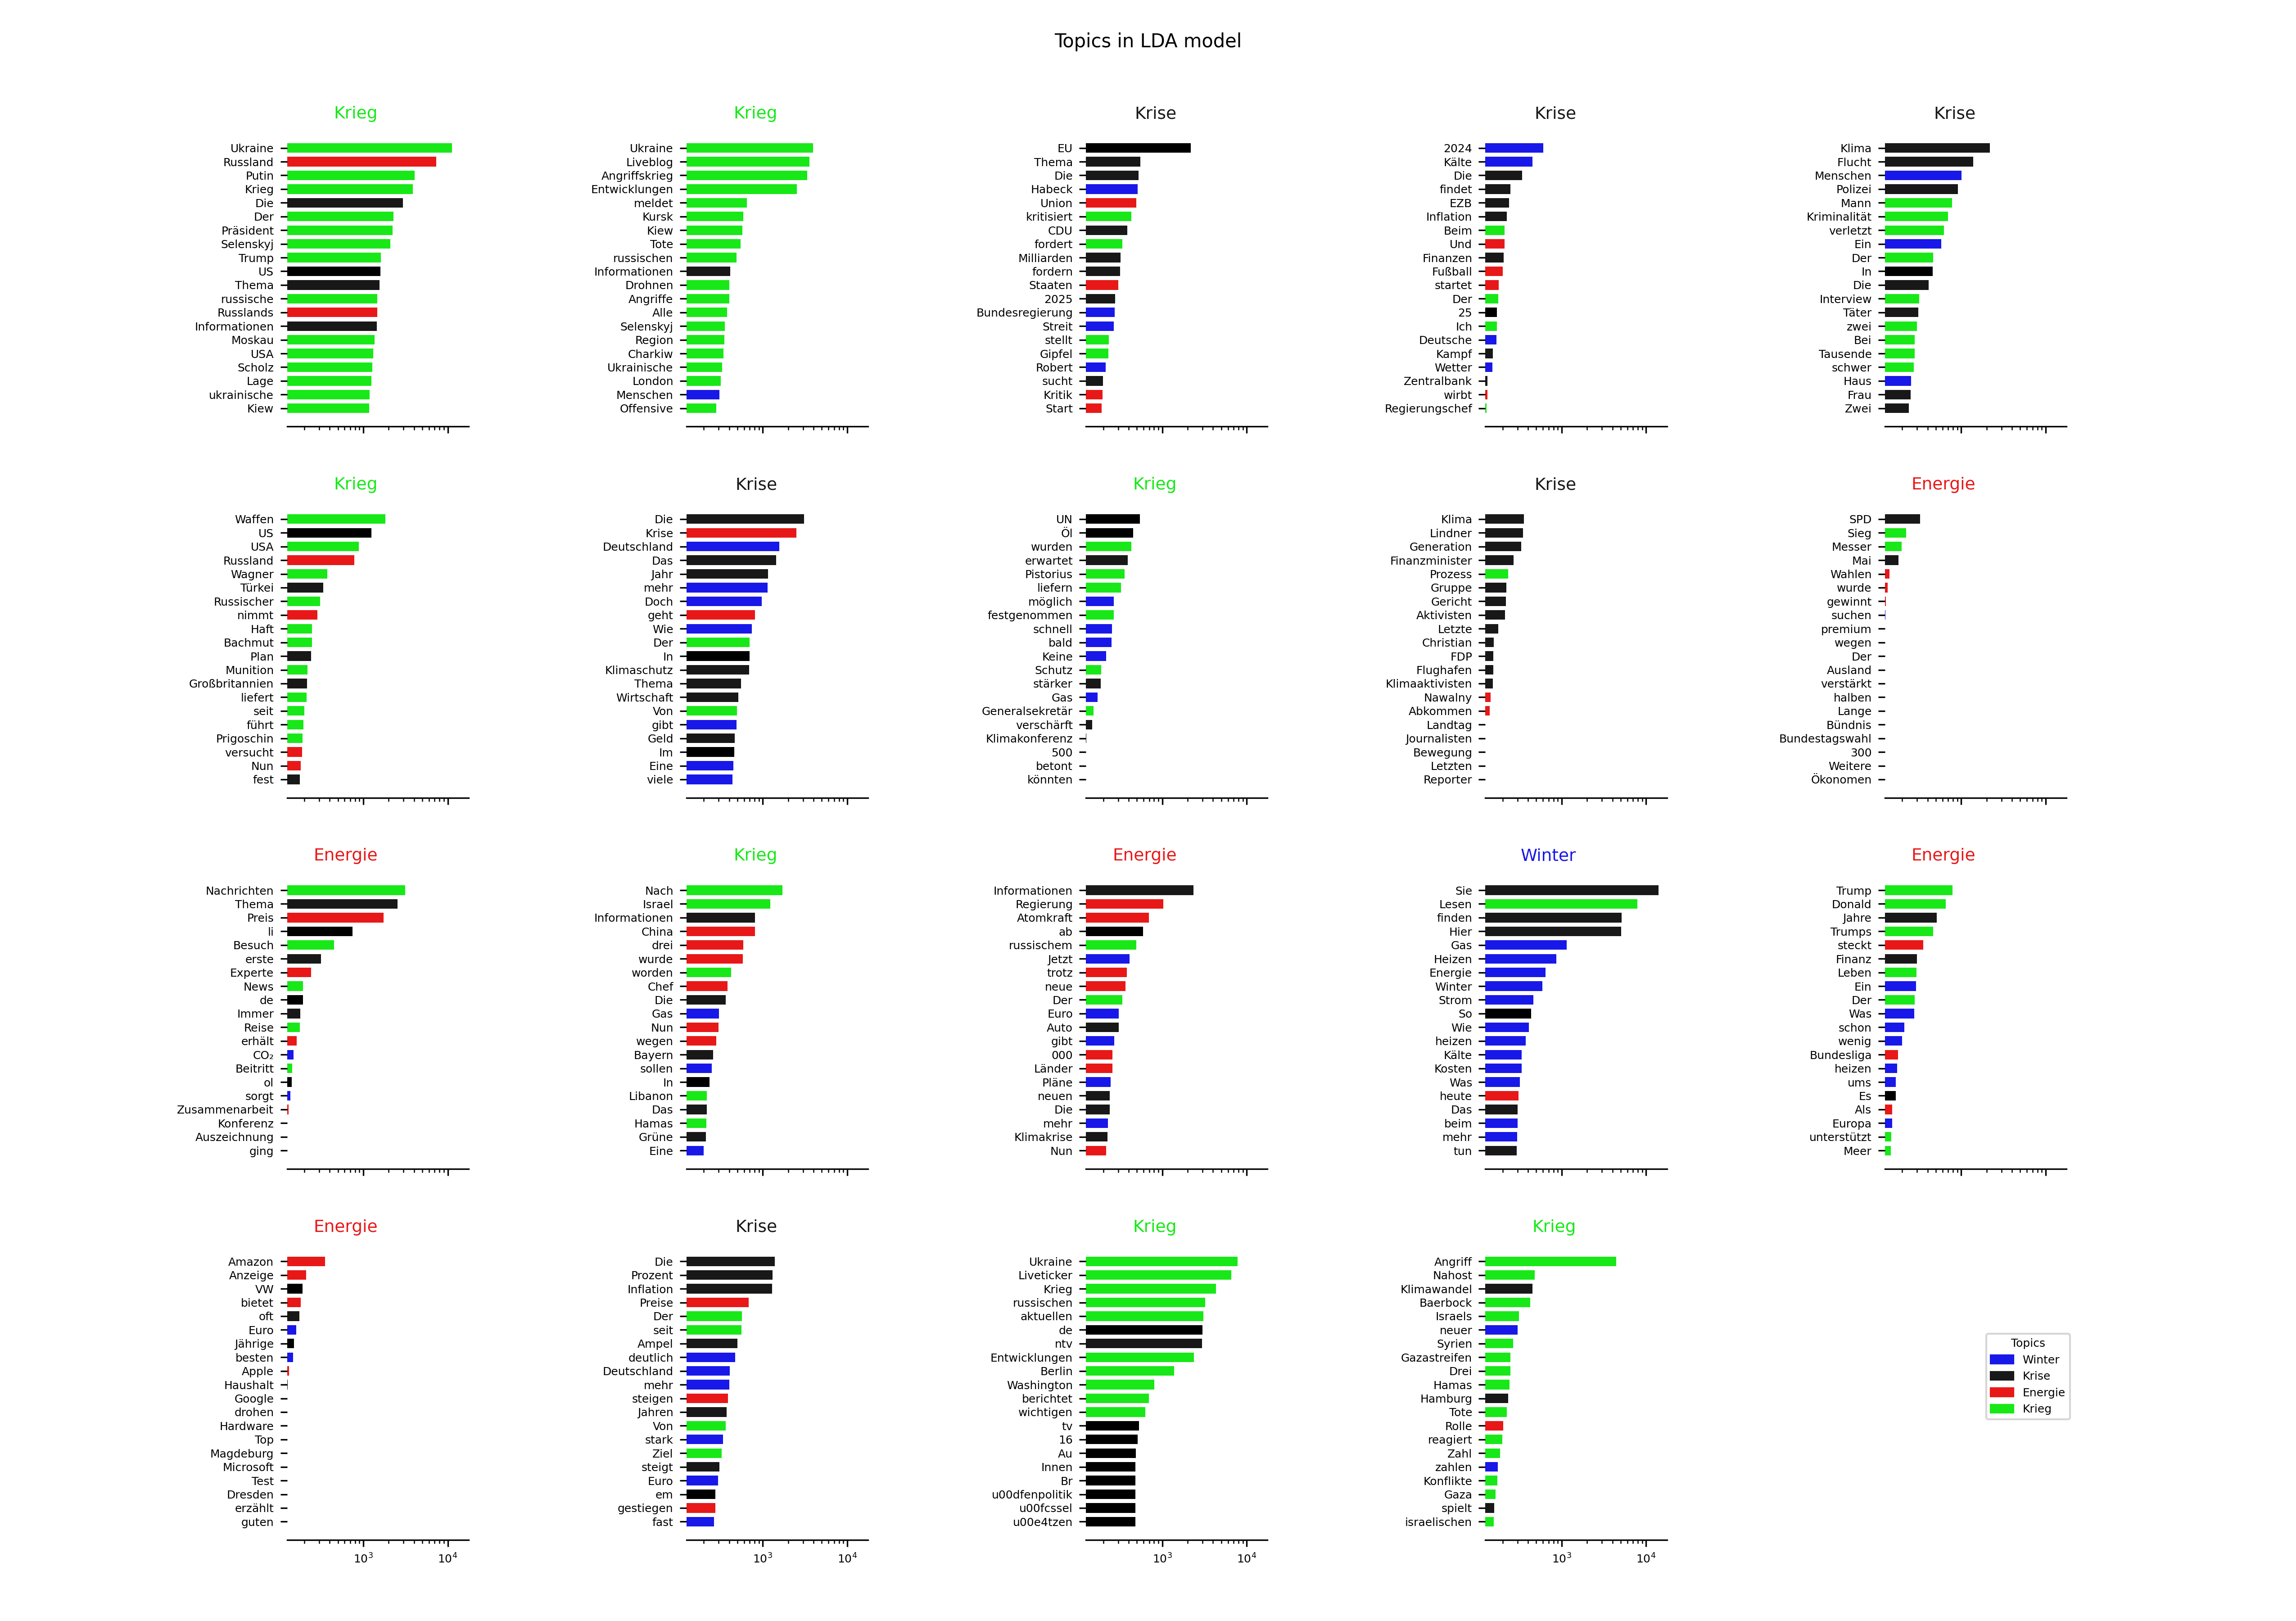 Topics in LDA model
Krieg
Ukraine
Russland
Putin
Krieg
Die
Der
Präsident
Selenskyj
Trump
US
Thema
russische
Russlands
Informationen
Moskau
USA
Scholz
Lage
ukrainische
Kiew
Krieg
Ukraine
Liveblog
Angriffskrieg
Entwicklungen
meldet
Kursk
Kiew
Tote
russischen
Informationen
Drohnen
Angriffe
Alle
Selenskyj
Region
Charkiw
Ukrainische
London
Menschen
Offensive
Krise
EU
Thema
Die
Habeck
Union
kritisiert
CDU
fordert
Milliarden
fordern
Staaten
2025
Bundesregierung
Streit
stellt
Gipfel
Robert
sucht
Kritik
Start
Krise
2024
Kälte
Die
findet
EZB
Inflation
Beim
Und
Finanzen
Fußball
startet
Der
25
Ich
Deutsche
Kampf
Wetter
Zentralbank
wirbt
Regierungschef
Krise
Klima
Flucht
Menschen
Polizei
Mann
Kriminalität
verletzt
Ein
Der
In
Die
Interview
Täter
zwei
Bei
Tausende
schwer
Haus
Frau
Zwei
Krieg
Waffen
US
USA
Russland
Wagner
Türkei
Russischer
nimmt
Haft
Bachmut
Plan
Munition
Großbritannien
liefert
seit
führt
Prigoschin
versucht
Nun
fest
Krise
Die
Krise
Deutschland
Das
Jahr
mehr
Doch
geht
Wie
Der
In
Klimaschutz
Thema
Wirtschaft
Von
gibt
Geld
Im
Eine
viele
Krieg
UN
Öl
wurden
erwartet
Pistorius
liefern
möglich
festgenommen
schnell
bald
Keine
Schutz
stärker
Gas
Generalsekretär
verschärft
Klimakonferenz
500
betont
könnten
Krise
Klima
Lindner
Generation
Finanzminister
Prozess
Gruppe
Gericht
Aktivisten
Letzte
Christian
FDP
Flughafen
Klimaaktivisten
Nawalny
Abkommen
Landtag
Journalisten
Bewegung
Letzten
Reporter
Energie
SPD
Sieg
Messer
Mai
Wahlen
wurde
gewinnt
suchen
premium
wegen
Der
Ausland
verstärkt
halben
Lange
Bündnis
Bundestagswahl
300
Weitere
Ökonomen
Energie
Nachrichten
Thema
Preis
li
Besuch
erste
Experte
News
de
Immer
Reise
erhält
CO₂
Beitritt
ol
sorgt
Zusammenarbeit
Konferenz
Auszeichnung
ging
Krieg
Nach
Israel
Informationen
China
drei
wurde
worden
Chef
Die
Gas
Nun
wegen
Bayern
sollen
In
Libanon
Das
Hamas
Grüne
Eine
Energie
Informationen
Regierung
Atomkraft
ab
russischem
Jetzt
trotz
neue
Der
Euro
Auto
gibt
000
Länder
Pläne
neuen
Die
mehr
Klimakrise
Nun
Winter
Sie
Lesen
finden
Hier
Gas
Heizen
Energie
Winter
Strom
So
Wie
heizen
Kälte
Kosten
Was
heute
Das
beim
mehr
tun
Energie
Trump
Donald
Jahre
Trumps
steckt
Finanz
Leben
Ein
Der
Was
schon
wenig
Bundesliga
heizen
ums
Es
Als
Europa
unterstützt
Meer
Energie
Amazon
Anzeige
VW
bietet
oft
Euro
Jährige
besten
Apple
Haushalt
Google
drohen
Hardware
Top
Magdeburg
Microsoft
Test
Dresden
erzählt
guten
10³ 10⁴
Krise
Die
Prozent
Inflation
Preise
Der
seit
Ampel
deutlich
Deutschland
mehr
steigen
Jahren
Von
stark
Ziel
steigt
Euro
em
gestiegen
fast
10³ 10⁴
Krieg
Ukraine
Liveticker
Krieg
russischen
aktuellen
de
ntv
Entwicklungen
Berlin
Washington
berichtet
wichtigen
tv
16
Au
Innen
Br
u00dfenpolitik
u00fcssel
u00e4tzen
10³ 10⁴
Krieg
Angriff
Nahost
Klimawandel
Baerbock
Israels
neuer
Syrien
Gazastreifen
Drei
Hamas
Hamburg
Tote
Rolle
reagiert
Zahl
zahlen
Konflikte
Gaza
spielt
israelischen
10³ 10⁴
Topics
Winter
Krise
Energie
Krieg